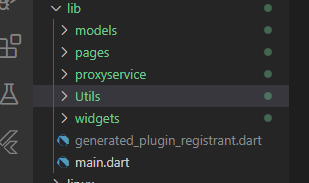 lib
models
pages
proxyservice
Utils
widgets
generated_plugin_registrant.dart
main.dart